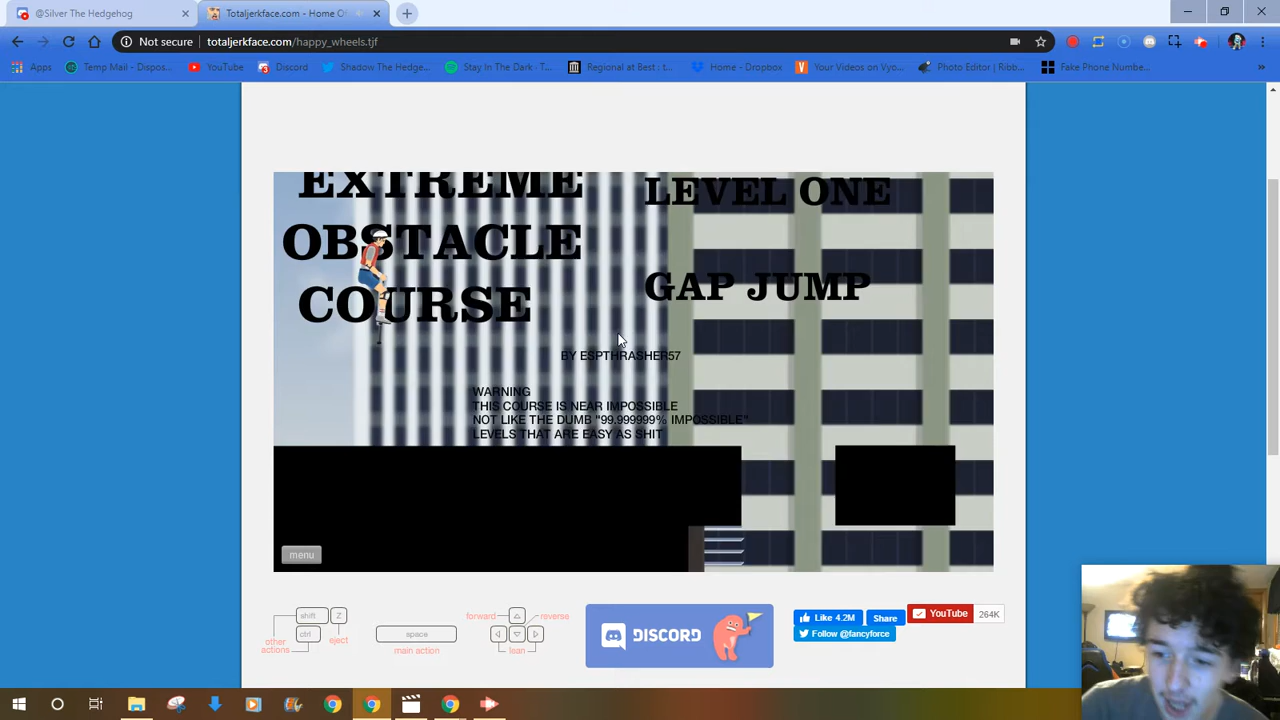 @Silver The Hedgehog
Totaljerkface.com - Home Of
Not secure
totaljerkface.com/happy_wheels.tjf
Apps
Temp Mail - Dispos...
YouTube
Discord
Shadow The Hedge...
Stay In The Dark - T...
Regional at Best : t...
Home - Dropbox
Your Videos on Vyo...
Photo Editor | Ribb...
Fake Phone Numbe...
»
EXTREME
OBSTACLE
COURSE
LEVEL ONE
GAP JUMP
BY ESPTHRASHER57
WARNING
THIS COURSE IS NEAR IMPOSSIBLE
NOT LIKE THE DUMB "99.999999% IMPOSSIBLE"
LEVELS THAT ARE EASY AS SHIT
menu
shift
Z
ctrl
other
actions
eject
space
main action
forward
reverse
lean
DISCORD
Like 4.2M
Share
YouTube
264K
Follow @fancyforce